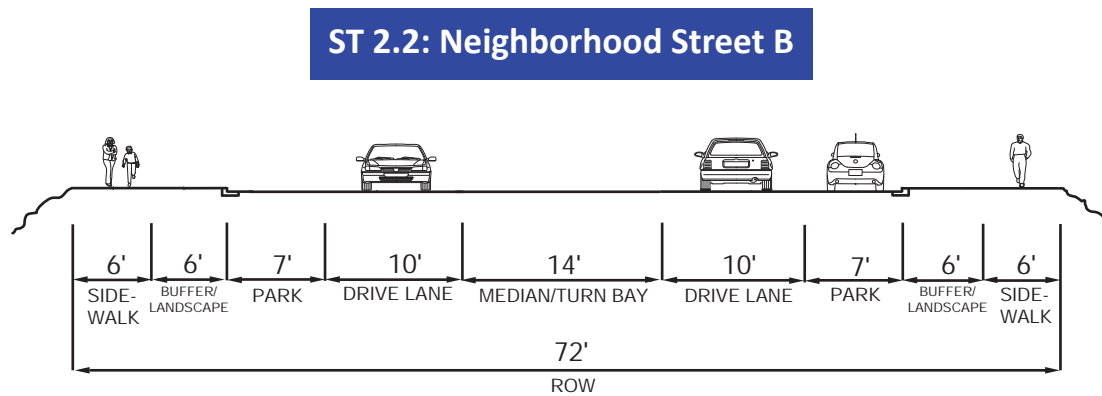 ST 2.2: Neighborhood Street B
6' 6' 7' 10' 14' 10' 7' 6' 6'
SIDE-
WALK
BUFFER/
LANDSCAPE
PARK
DRIVE LANE
MEDIAN/TURN BAY
DRIVE LANE
PARK
BUFFER/
LANDSCAPE
SIDE-
WALK
72'
ROW